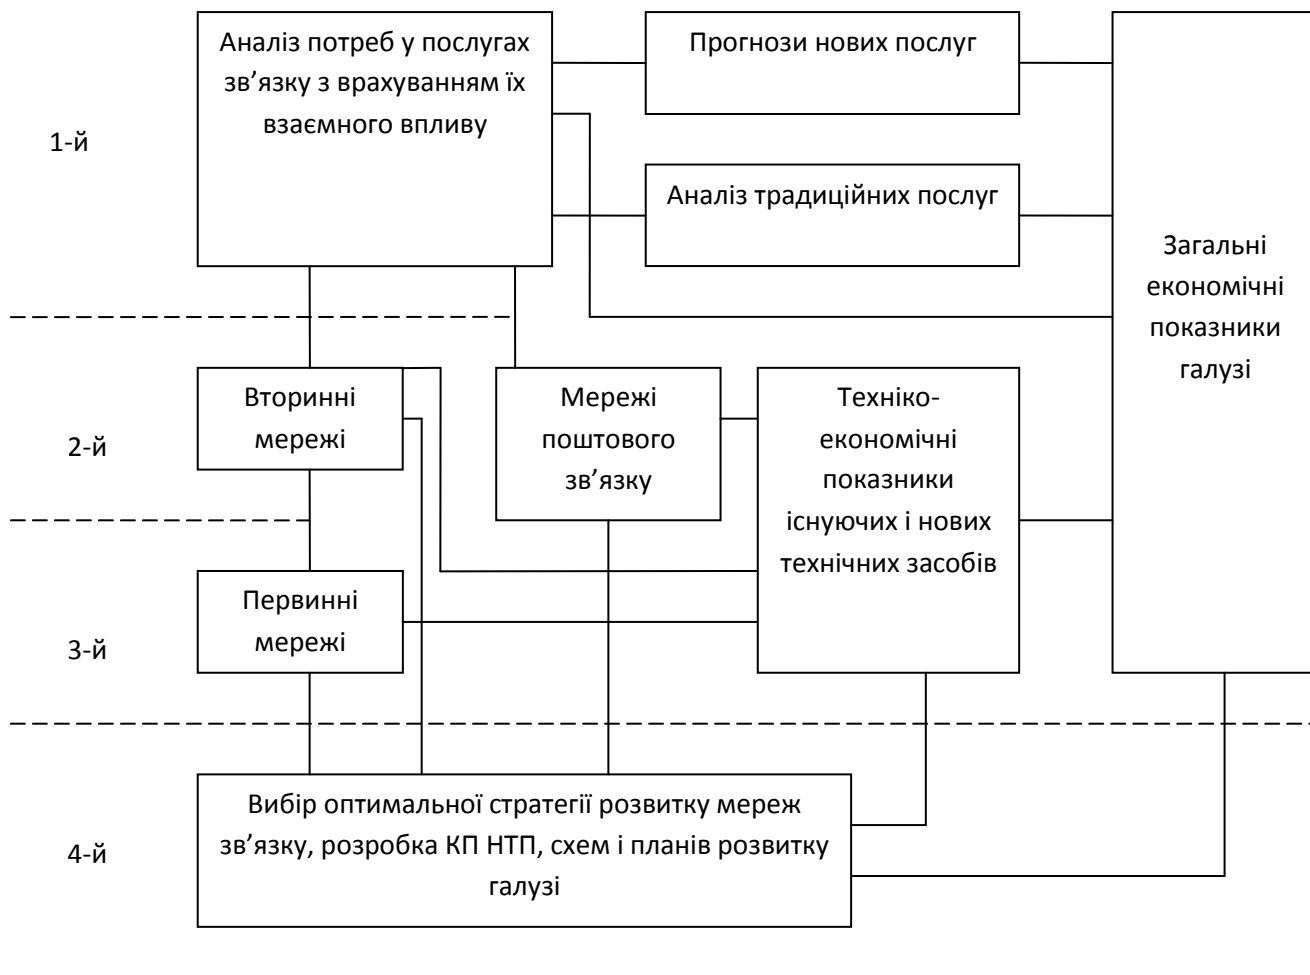 Аналіз потреб у послугах
зв’язку з врахуванням їх
взаємного впливу
Прогнози нових послуг
1-й
Аналіз традиційних послуг
Загальні
економічні
показники
галузі
Вторинні
мережі
Мережі
поштового
зв’язку
Техніко-
економічні
показники
існуючих і нових
технічних засобів
2-й
Первинні
мережі
3-й
Вибір оптимальної стратегії розвитку мереж
зв’язку, розробка КП НТП, схем і планів розвитку
галузі
4-й